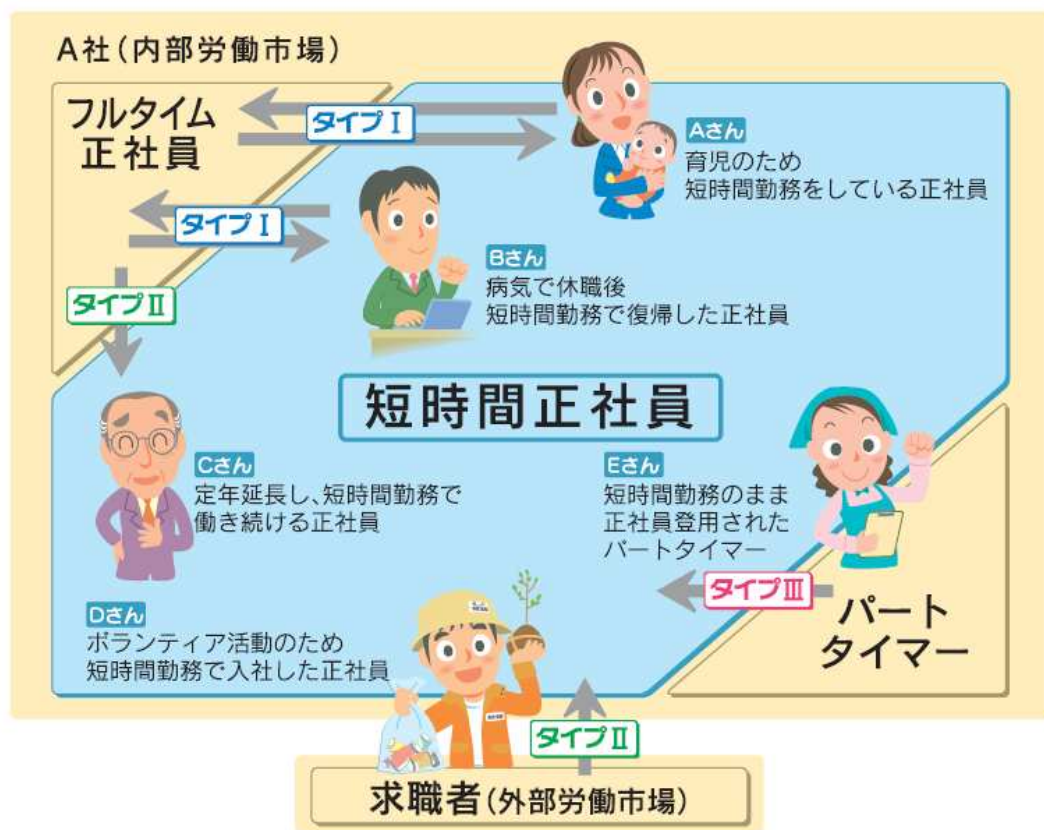 A社(内部労働市場)
フルタイム
正社員
タイプⅠ
Aさん
育児のため
短時間勤務をしている正社員
タイプⅠ
Bさん
病気で休職後
短時間勤務で復帰した正社員
タイプⅡ
短時間正社員
Cさん
定年延長し、短時間勤務で
働き続ける正社員
Eさん
短時間勤務のまま
正社員登用された
パートタイマー
タイプⅢ
パート
タイマー
Dさん
ボランティア活動のため
短時間勤務で入社した正社員
タイプⅡ
求職者(外部労働市場)